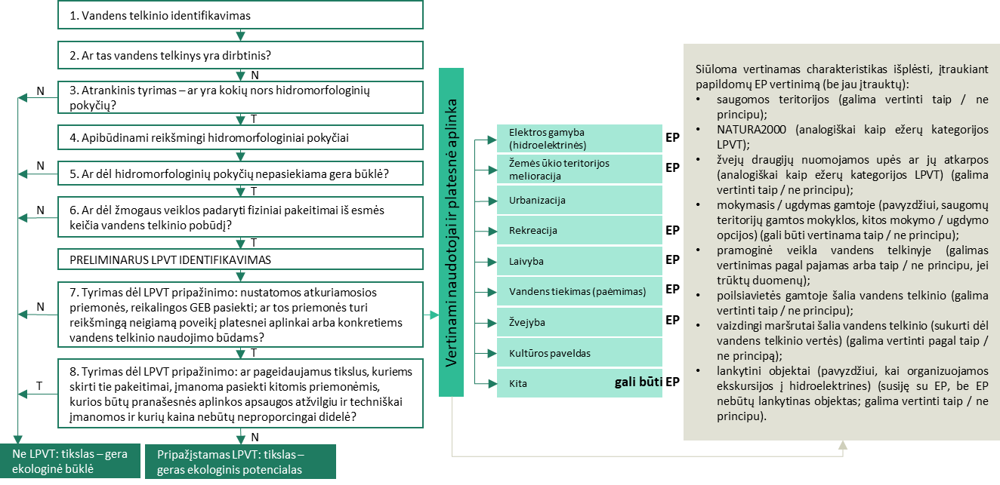 1. Vandens telkinio identifikavimas
2. Ar tas vandens telkinys yra dirbtinis?
N
N
3. Atrankinis tyrimas – ar yra kokių nors hidromorfologinių
pokyčių?
T
4. Apibūdinami reikšmingi hidromorfologiniai pokyčiai
N
5. Ar dėl hidromorfologinių pokyčių nepasiekiama gera būklė?
T
N
6. Ar dėl žmogaus veiklos padaryti fiziniai pakeitimai iš esmės
keičia vandens telkinio pobūdį?
T
PRELIMINARUS LPVT IDENTIFIKAVIMAS
N
7. Tyrimas dėl LPVT pripažinimo: nustatomos atkuriamosios
priemonės, reikalingos GEB pasiekti; ar tos priemonės turi
reikšmingą neigiamą poveikį platesnei aplinkai arba konkretiems
vandens telkinio naudojimo būdams?
T
T
8. Tyrimas dėl LPVT pripažinimo: ar pageidaujamus tikslus, kuriems
skirti tie pakeitimai, įmanoma pasiekti kitomis priemonėmis,
kurios būtų pranašesnės aplinkos apsaugos atžvilgiu ir techniškai
įmanomos ir kurių kaina nebūtų neproporcingai didelė?
N
Ne LPVT: tikslas – gera
ekologinė būklė
Pripažįstamas LPVT: tikslas –
geras ekologinis potencialas
Vertinami naudotojai ir platesnė aplinka
Elektros gamyba
(hidroelektrinės)
EP
Žemės ūkio teritorijos
melioracija
EP
Urbanizacija
Rekreacija
EP
Laivyba
EP
Vandens tiekimas (paėmimas)
EP
Žvejyba
EP
Kultūros paveldas
Kita
gali būti EP
Siūloma vertinamas charakteristikas išplėsti, įtraukiant
papildomų EP vertinimą (be jau įtrauktų):
• saugomos teritorijos (galima vertinti taip / ne
principu);
• NATURA2000 (analogiškai kaip ežerų kategorijos
LPVT);
• žvejų draugijų nuomojamos upės ar jų atkarpos
(analogiškai kaip ežerų kategorijos LPVT) (galima
vertinti taip / ne principu);
• mokymasis / ugdymas gamtoje (pavyzdžiui, saugomų
teritorijų gamtos mokyklos, kitos mokymo / ugdymo
opcijos) (gali būti vertinama taip / ne principu);
• pramoginė veikla vandens telkinyje (galimas
vertinimas pagal pajamas arba taip / ne principu, jei
trūktų duomenų);
• poilsiavietės gamtoje šalia vandens telkinio (galima
vertinti taip / ne principu);
• vaizdingi maršrutai šalia vandens telkinio (sukurti dėl
vandens telkinio vertės) (galima vertinti pagal taip /
ne principą);
• lankytini objektai (pavyzdžiui, kai organizuojamos
ekskursijos į hidroelektrines) (susiję su EP, be EP
nebūtų lankytinas objektas; galima vertinti taip / ne
principu).